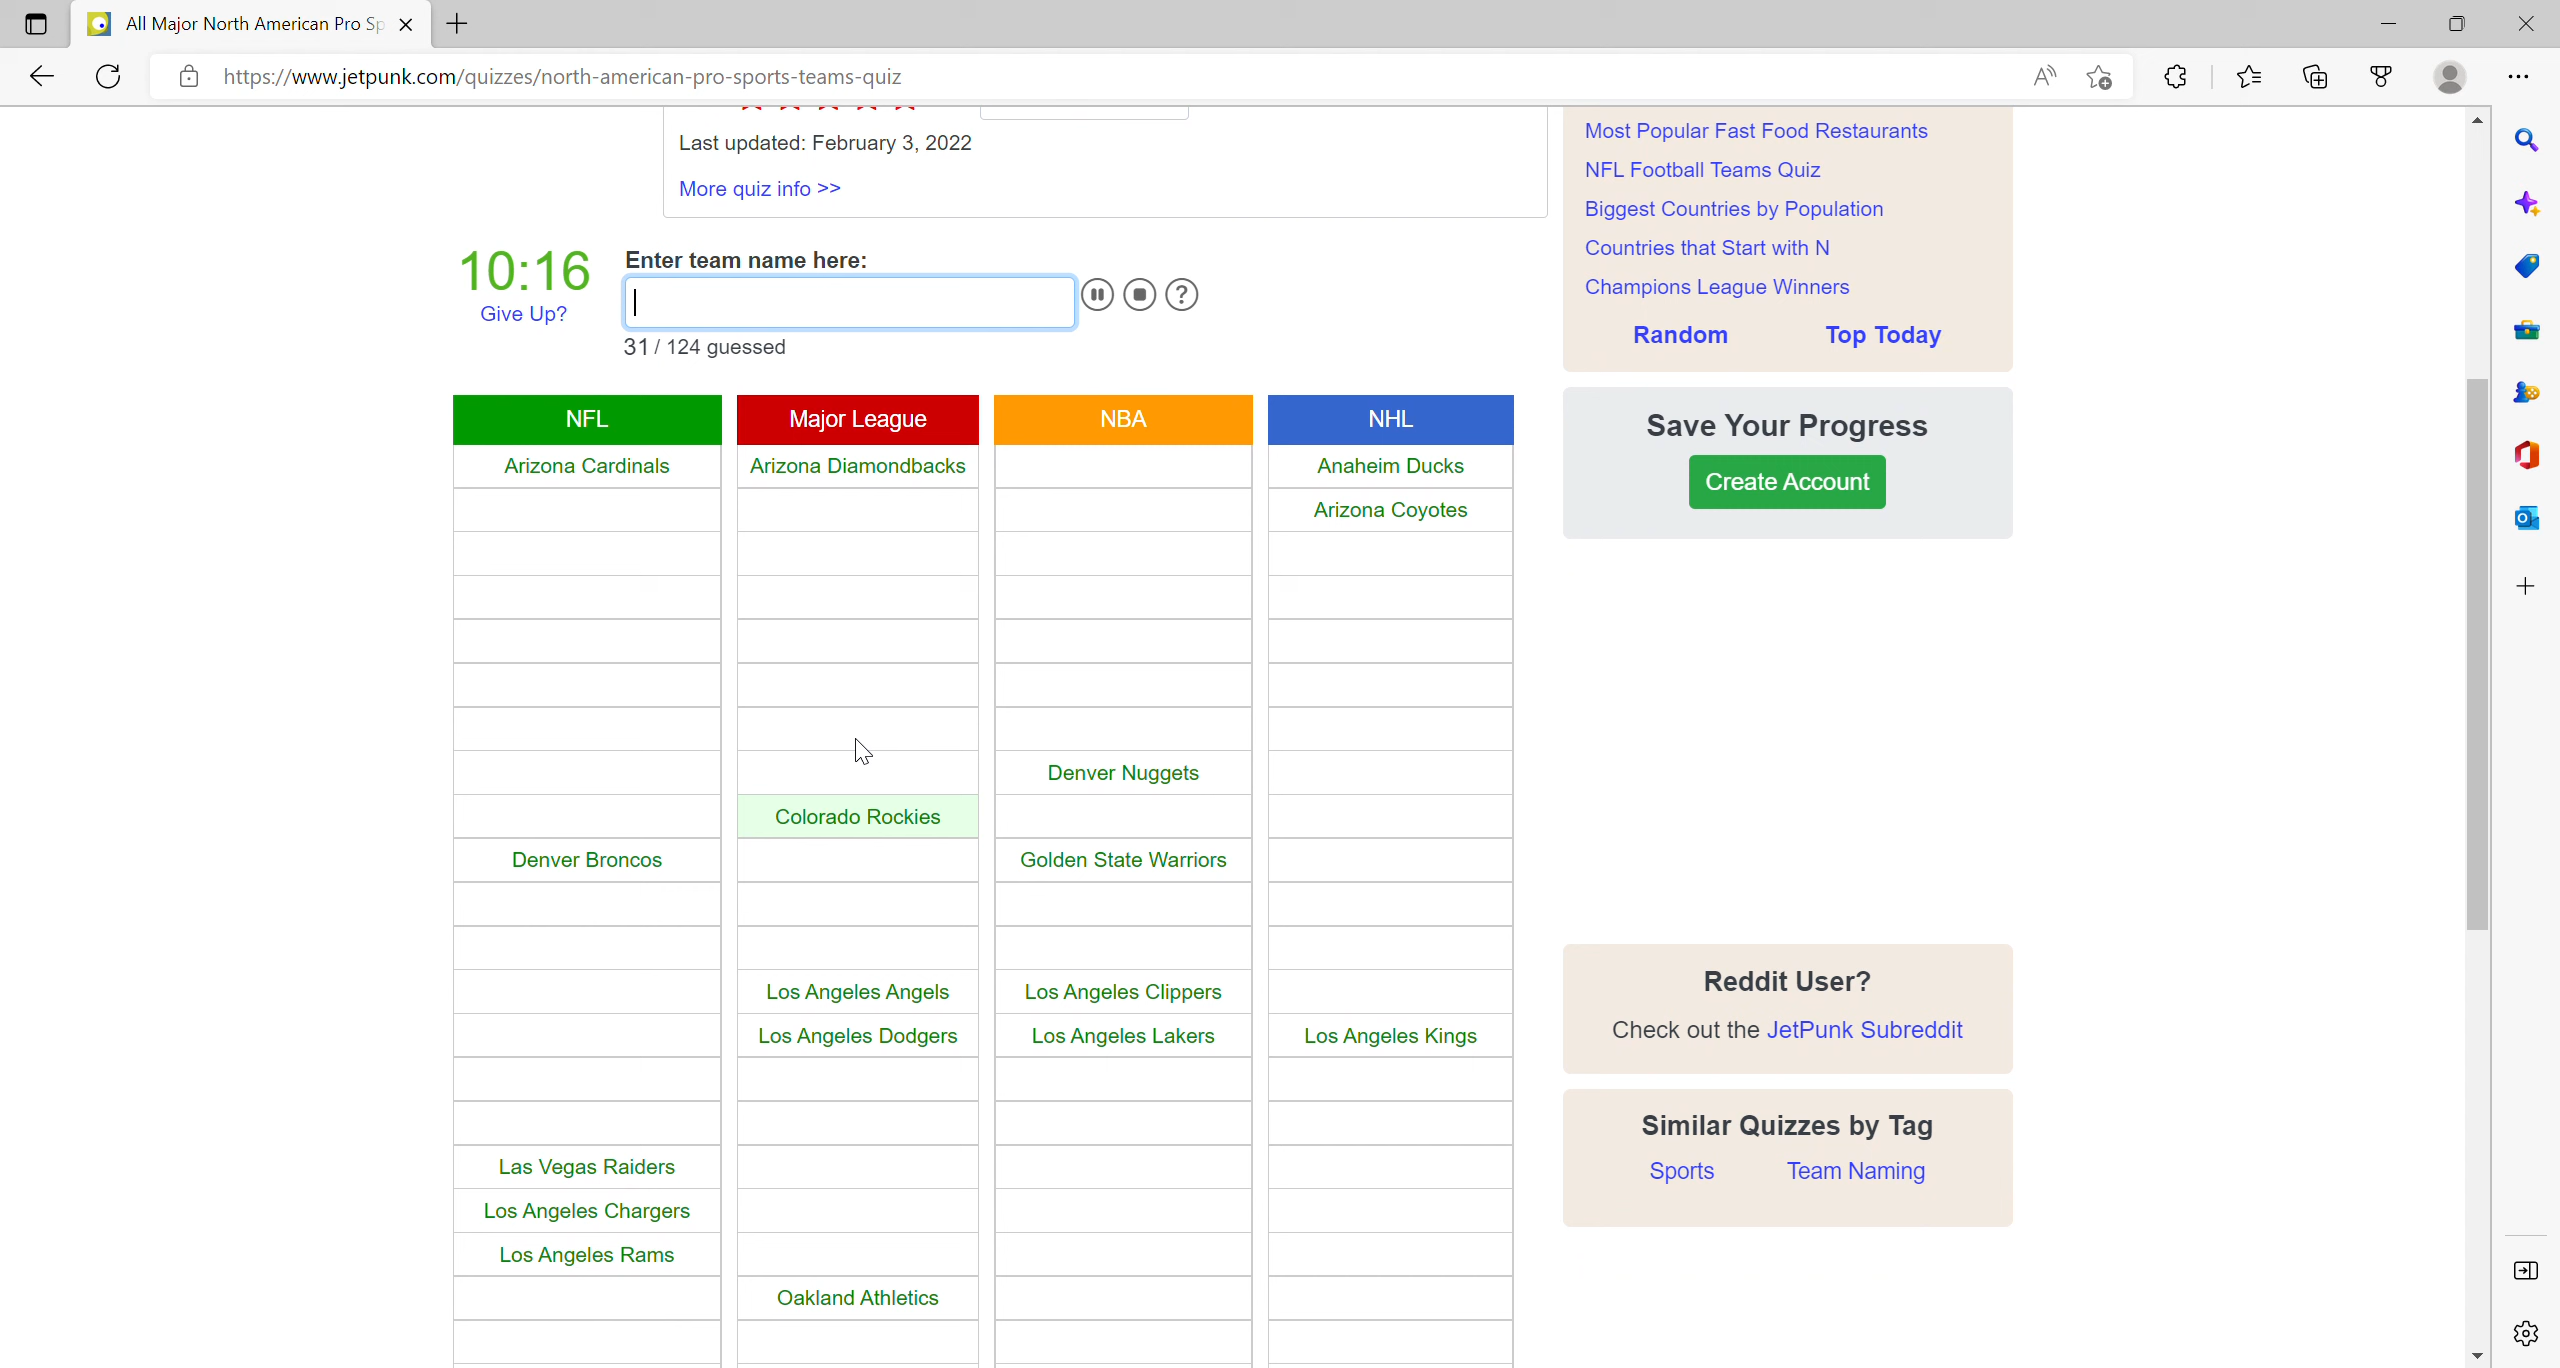 All Major North American Pro Sp
https://www.jetpunk.com/quizzes/north-american-pro-sports-teams-quiz
Last updated: February 3, 2022
More quiz info >>
10:16
Give Up?
Enter team name here:
31 / 124 guessed
NFL
Major League
NBA
NHL
Arizona Cardinals
Arizona Diamondbacks
Anaheim Ducks
Arizona Coyotes
Denver Nuggets
Colorado Rockies
Denver Broncos
Golden State Warriors
Los Angeles Angels
Los Angeles Clippers
Los Angeles Dodgers
Los Angeles Lakers
Los Angeles Kings
Las Vegas Raiders
Los Angeles Chargers
Los Angeles Rams
Oakland Athletics
Most Popular Fast Food Restaurants
NFL Football Teams Quiz
Biggest Countries by Population
Countries that Start with N
Champions League Winners
Random
Top Today
Save Your Progress
Create Account
Reddit User?
Check out the JetPunk Subreddit
Similar Quizzes by Tag
Sports
Team Naming